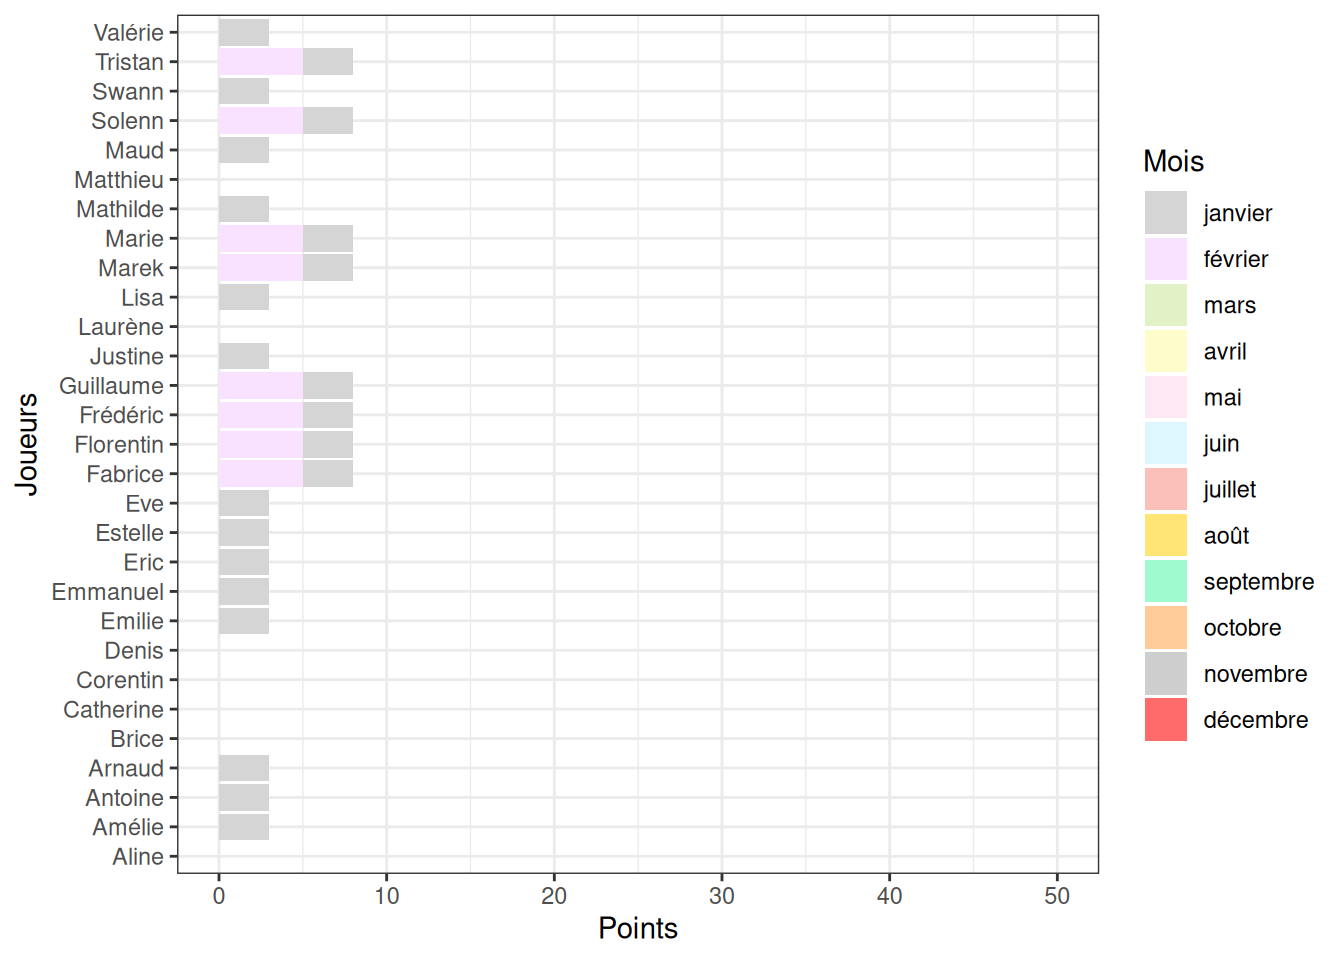 Valérie
Tristan
Swann
Solenn
Maud
Matthieu
Mathilde
Marie
Marek
Lisa
Laurène
Justine
Guillaume
Frédéric
Florentin
Fabrice
Eve
Estelle
Eric
Emmanuel
Emilie
Denis
Corentin
Catherine
Brice
Arnaud
Antoine
Amélie
Aline
Joueurs
0 10 20 30 40 50
Points
Mois
janvier
février
mars
avril
mai
juin
juillet
août
septembre
octobre
novembre
décembre